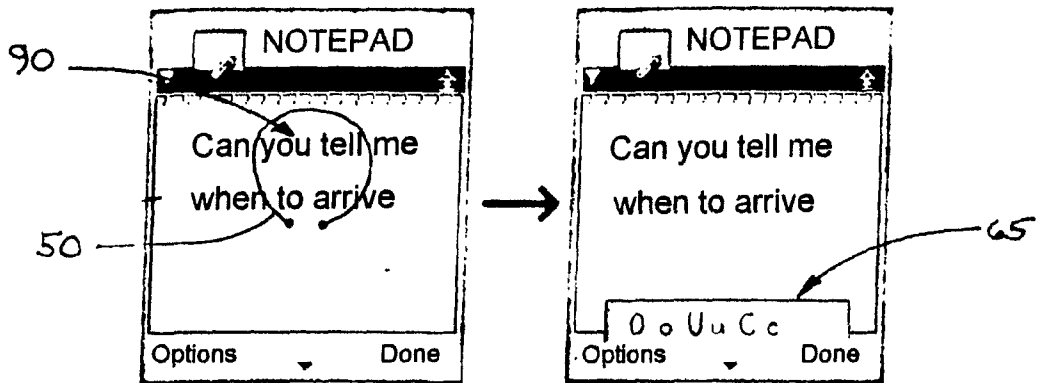 NOTEPAD
90
Can you tell me
when to arrive
50
Options Done
NOTEPAD
Can you tell me
when to arrive
65
O o U u C c
Options Done